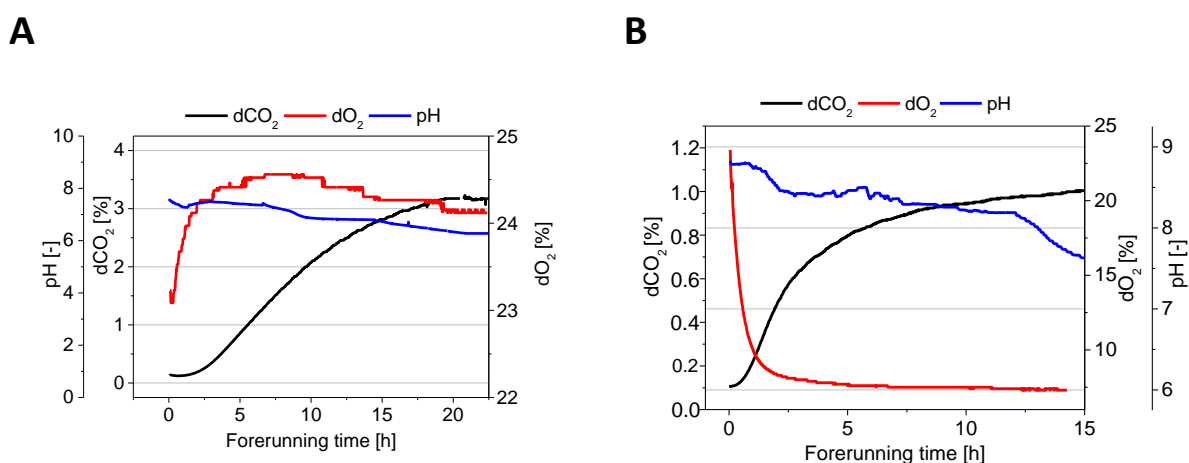 A
dCO₂ dO₂ pH
pH [-]
10
8
6
4
2
0
dCO₂ [%]
4
3
2
1
0
25
24
23
22
dO₂ [%]
0 5 10 15 20
Forerunning time [h]
B
dCO₂ dO₂ pH
dCO₂ [%]
1.2
1.0
0.8
0.6
0.4
0.2
0.0
25
20
15
10
dO₂ [%]
9
8
7
6
pH [-]
0 5 10 15
Forerunning time [h]